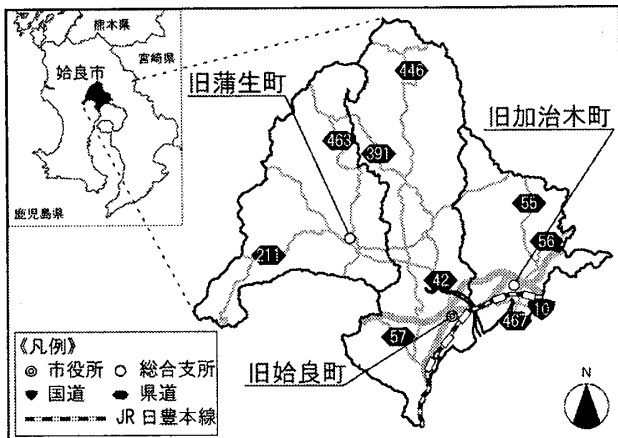 熊本県
宮崎県
姶良市
鹿児島県
旧蒲生町
旧加治木町
旧姶良町
446
463
391
55
56
211
42
57
467
10
《凡例》
市役所 総合支所
国道 県道
JR日豊本線
N